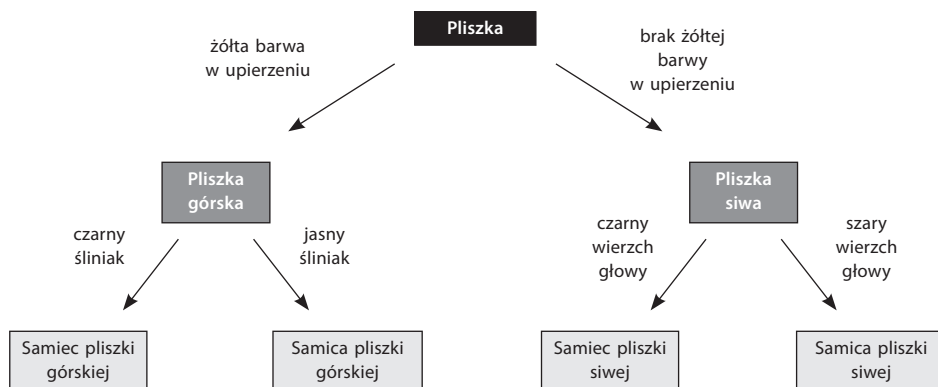 Pliszka
żółta barwa
w upierzeniu
brak żółtej
barwy
w upierzeniu
Pliszka
górska
Pliszka
siwa
czarny
śliniak
jasny
śliniak
czarny
wierzch
głowy
szary
wierzch
głowy
Samiec pliszki
górskiej
Samica pliszki
górskiej
Samiec pliszki
siwej
Samica pliszki
siwej